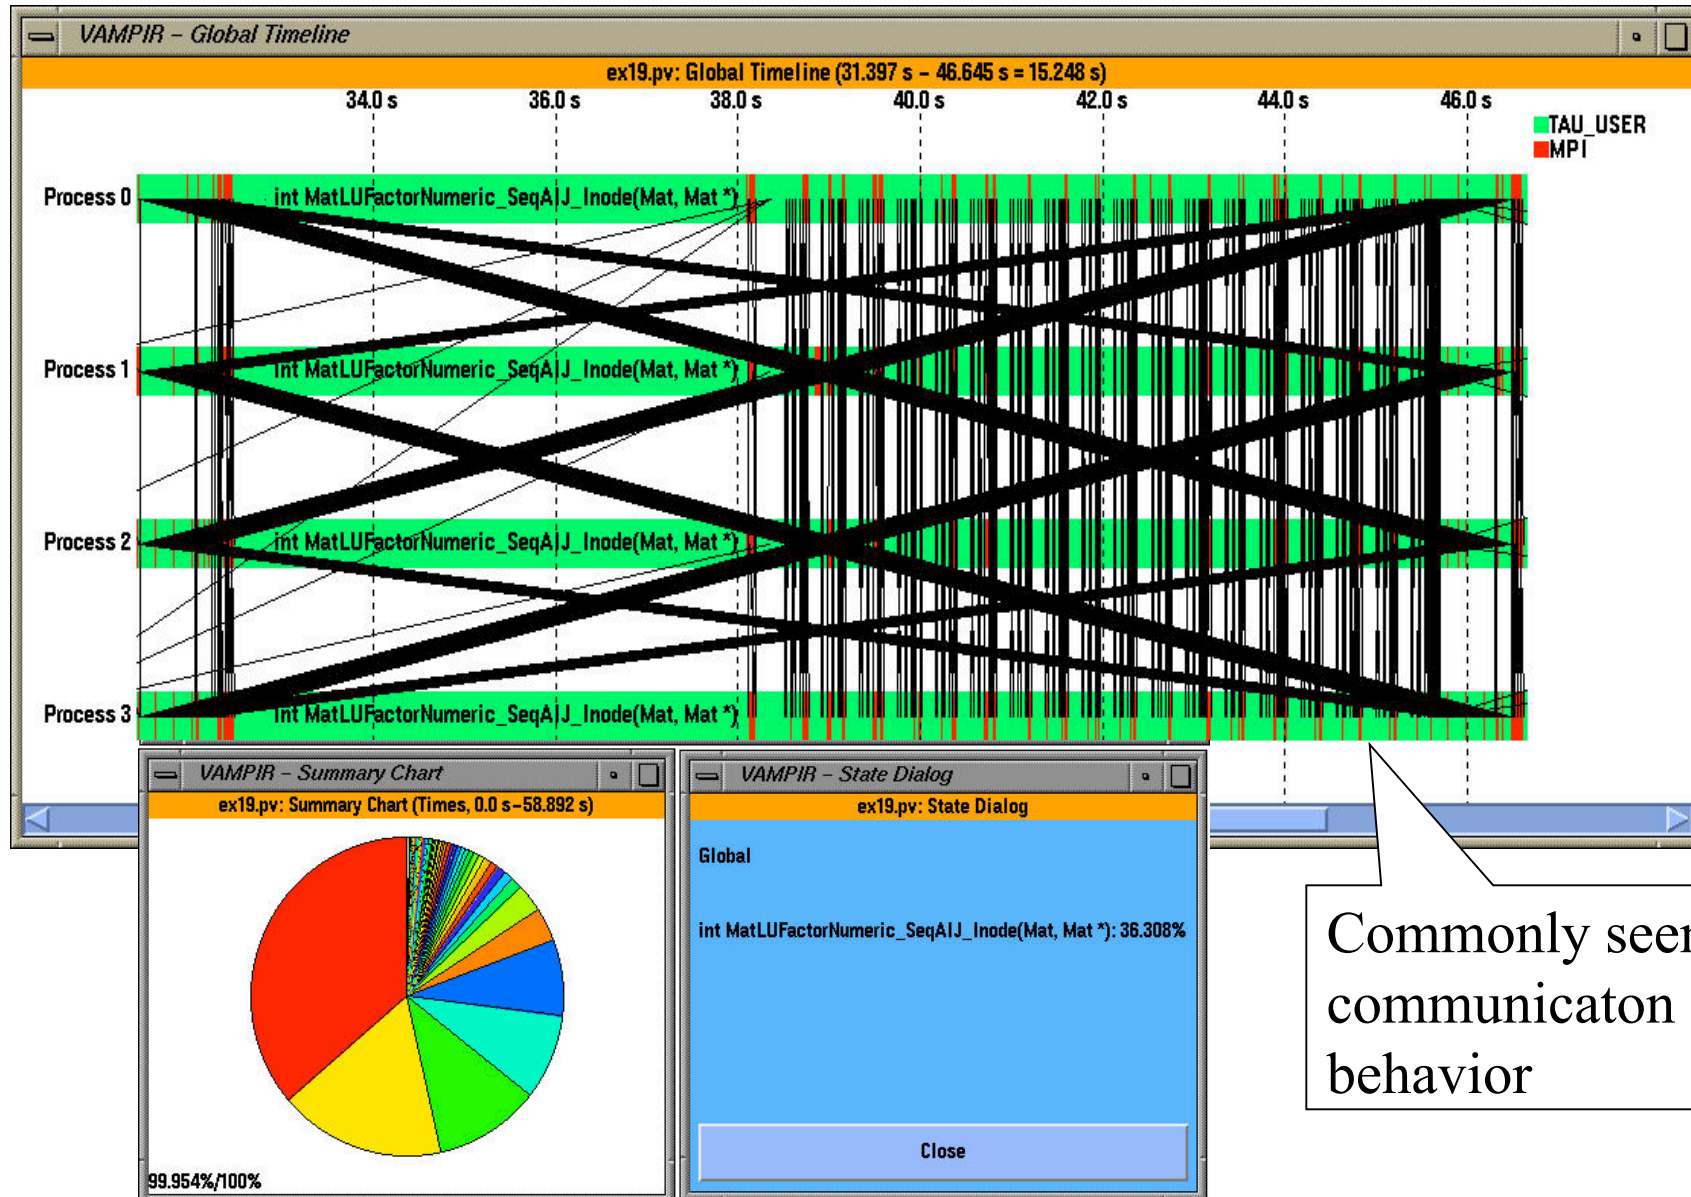 VAMPIR – Global Timeline
ex19.pv: Global Timeline (31.397 s – 46.645 s = 15.248 s)
34.0 s 36.0 s 38.0 s 40.0 s 42.0 s 44.0 s 46.0 s
TAU_USER
MPI
Process 0 int MatLUFactorNumeric_SeqAIJ_Inode(Mat, Mat *)
Process 1 int MatLUFactorNumeric_SeqAIJ_Inode(Mat, Mat *)
Process 2 int MatLUFactorNumeric_SeqAIJ_Inode(Mat, Mat *)
Process 3 int MatLUFactorNumeric_SeqAIJ_Inode(Mat, Mat *)
VAMPIR – Summary Chart
ex19.pv: Summary Chart (Times, 0.0 s–58.892 s)
99.954%/100%
VAMPIR – State Dialog
ex19.pv: State Dialog
Global
int MatLUFactorNumeric_SeqAIJ_Inode(Mat, Mat *): 36.308%
Close
Commonly seen
communicaton
behavior